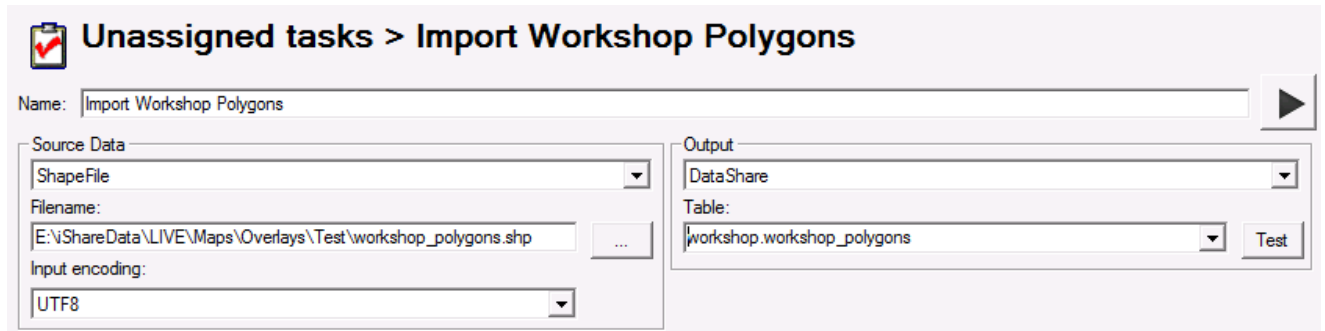 Unassigned tasks > Import Workshop Polygons
Name: Import Workshop Polygons
Source Data
ShapeFile
Filename:
E:\iShareData\LIVE\Maps\Overlays\Test\workshop_polygons.shp
...
Input encoding:
UTF8
Output
DataShare
Table:
workshop.workshop_polygons
Test